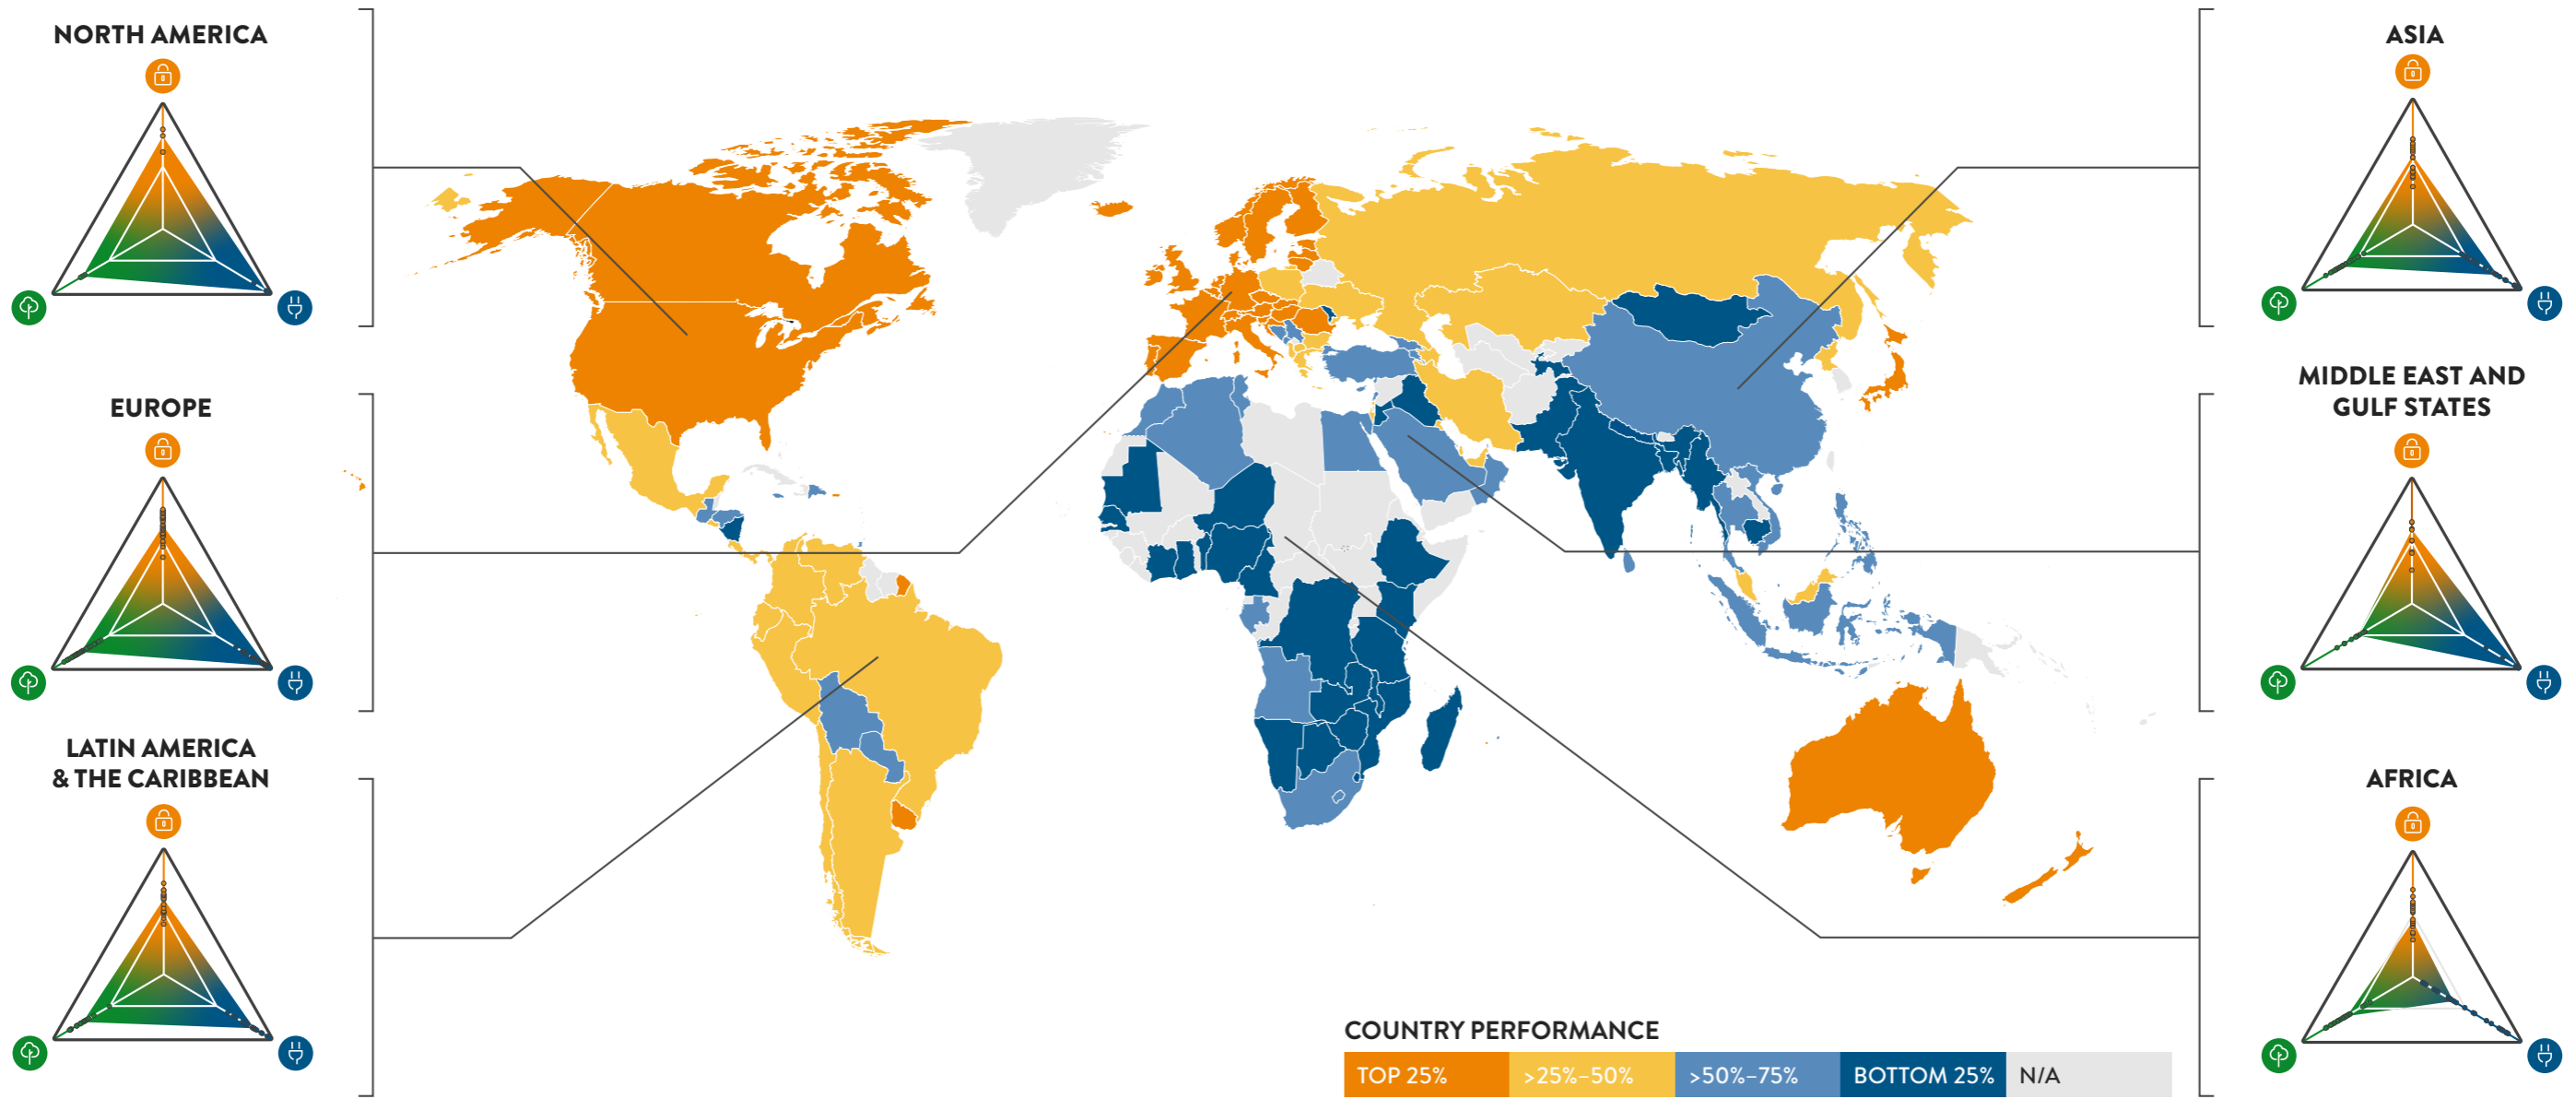 NORTH AMERICA
EUROPE
LATIN AMERICA
& THE CARIBBEAN
ASIA
MIDDLE EAST AND
GULF STATES
AFRICA
COUNTRY PERFORMANCE
TOP 25%
>25%–50%
>50%–75%
BOTTOM 25%
N/A